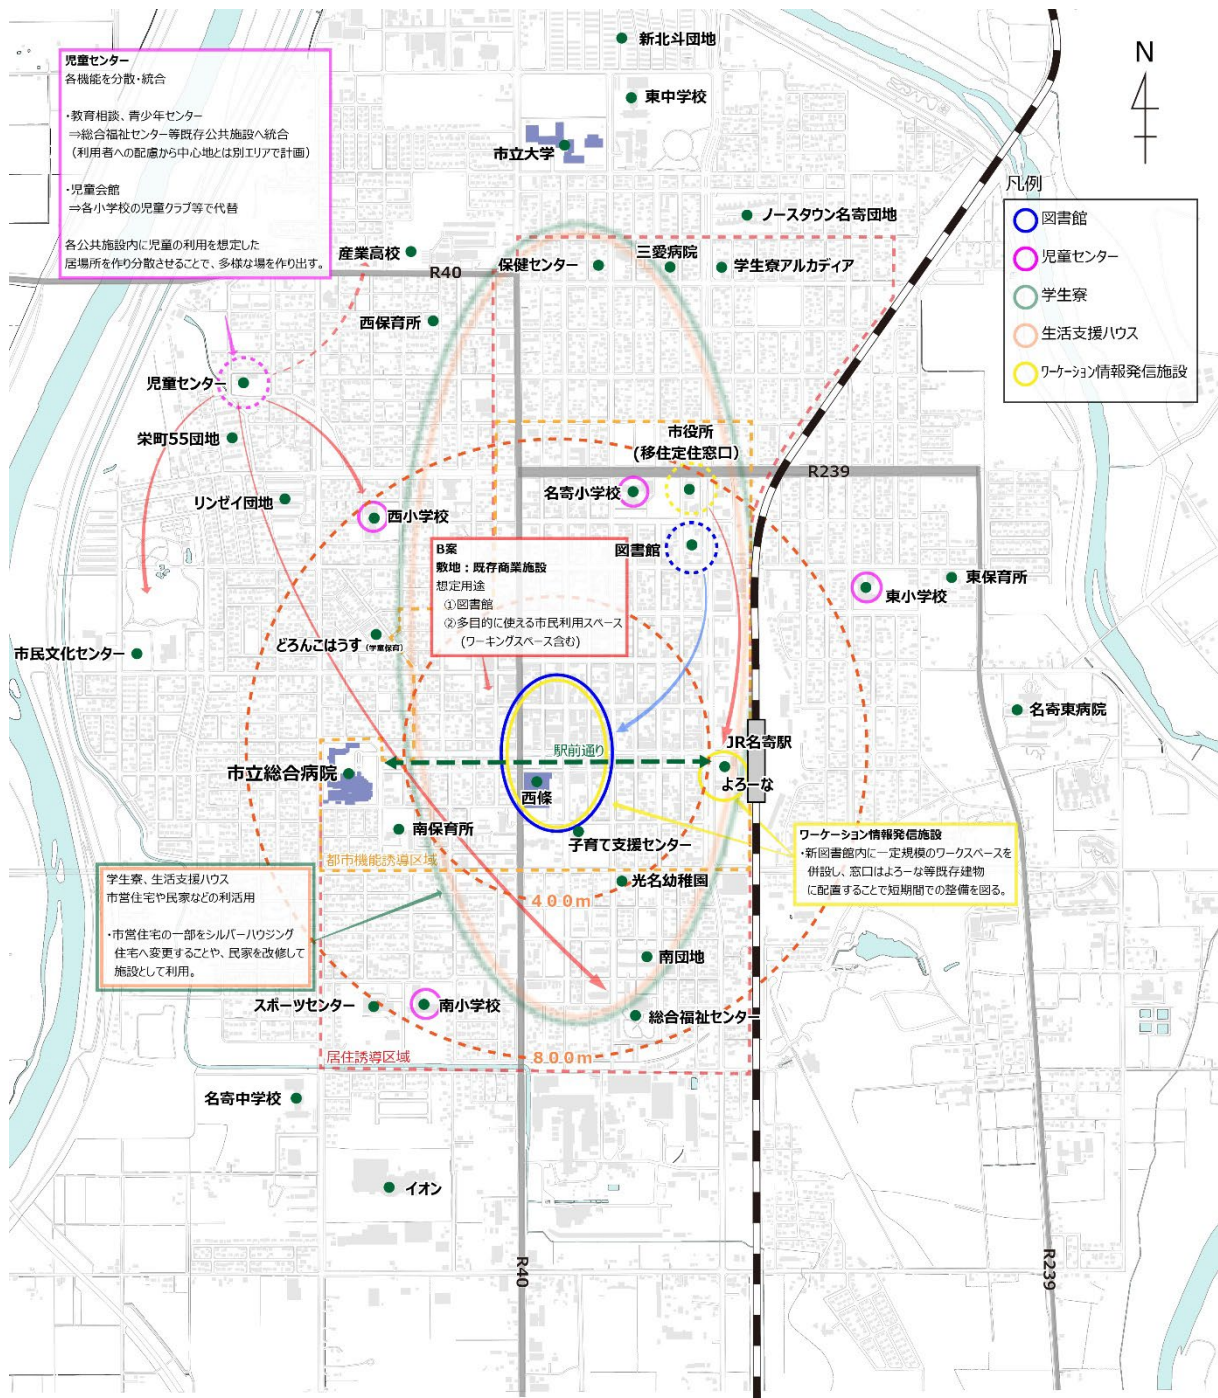 新北斗団地
東中学校
市立大学
N
児童センター
各機能を分散・統合
・教育相談、青少年センター
⇒総合福祉センター等既存公共施設へ統合
（利用者への配慮から中心地とは別エリアで計画）
・児童会館
⇒各小学校の児童クラブ等で代替
各公共施設内に児童の利用を想定した
居場所を作り分散させることで、多様な場を作り出す。
凡例
図書館
児童センター
学生寮
生活支援ハウス
ワーケーション情報発信施設
ノースタウン名寄団地
産業高校
R40
保健センター
三愛病院
学生寮アルカディア
西保育所
児童センター
栄町55団地
市役所
(移住定住窓口)
R239
リンゼイ団地
西小学校
名寄小学校
図書館
B案
敷地：既存商業施設
想定用途
①図書館
②多目的に使える市民利用スペース
(ワーキングスペース含む)
東小学校
東保育所
どろんこはうす（学童保育）
市民文化センター
名寄東病院
駅前通り
JR名寄駅
よろーな
市立総合病院
西條
南保育所
子育て支援センター
都市機能誘導区域
光名幼稚園
400m
ワーケーション情報発信施設
・新図書館内に一定規模のワークスペースを
併設し、窓口はよろーな等既存建物
に配置することで短期間での整備を図る。
学生寮、生活支援ハウス
市営住宅や民家などの利活用
・市営住宅の一部をシルバーハウジング
住宅へ変更することや、民家を改修して
施設として利用。
南団地
スポーツセンター
南小学校
総合福祉センター
居住誘導区域
800m
名寄中学校
イオン
R40
R239